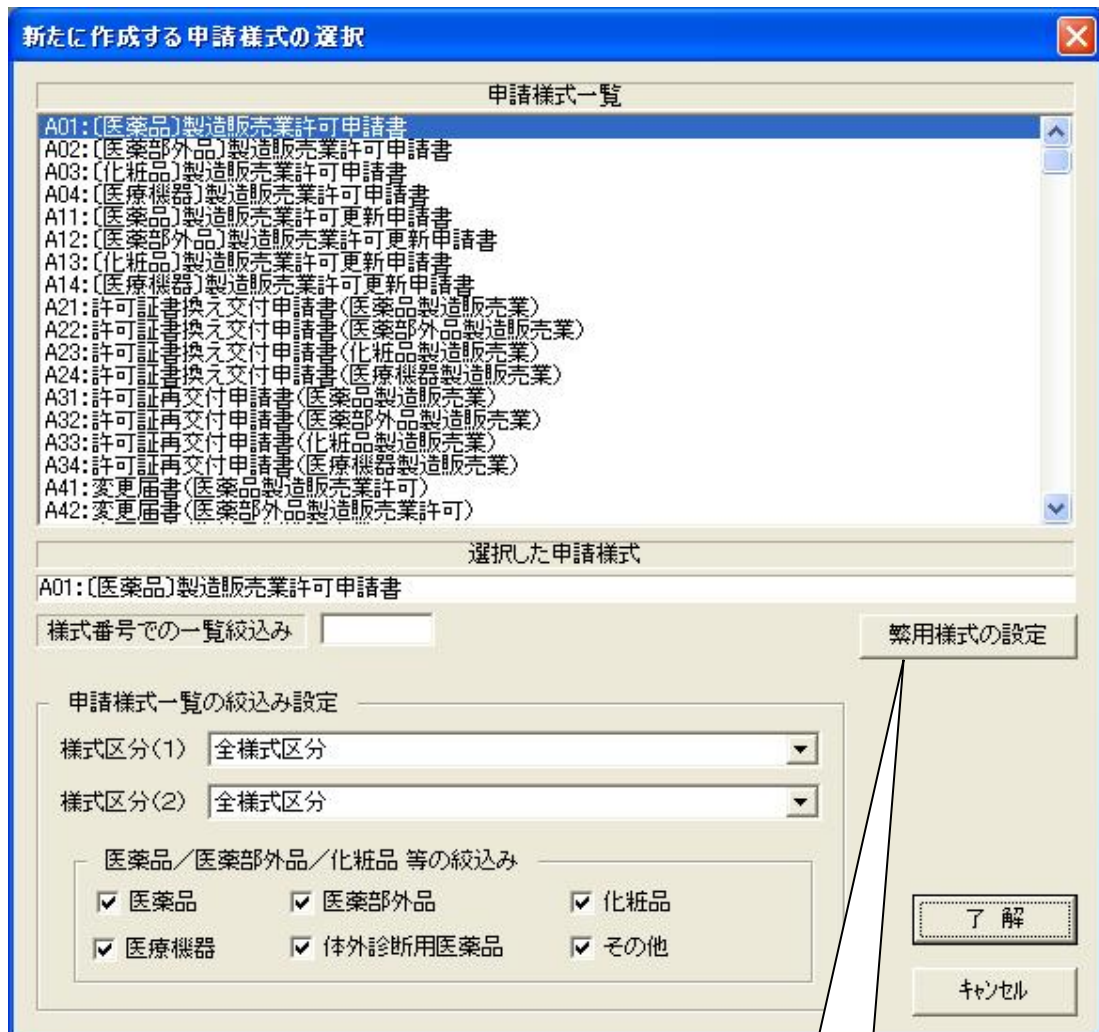 新たに作成する申請様式の選択
申請様式一覧
A01:〔医薬品〕製造販売業許可申請書
A02:〔医薬部外品〕製造販売業許可申請書
A03:〔化粧品〕製造販売業許可申請書
A04:〔医療機器〕製造販売業許可申請書
A11:〔医薬品〕製造販売業許可更新申請書
A12:〔医薬部外品〕製造販売業許可更新申請書
A13:〔化粧品〕製造販売業許可更新申請書
A14:〔医療機器〕製造販売業許可更新申請書
A21:許可証書換え交付申請書(医薬品製造販売業)
A22:許可証書換え交付申請書(医薬部外品製造販売業)
A23:許可証書換え交付申請書(化粧品製造販売業)
A24:許可証書換え交付申請書(医療機器製造販売業)
A31:許可証再交付申請書(医薬品製造販売業)
A32:許可証再交付申請書(医薬部外品製造販売業)
A33:許可証再交付申請書(化粧品製造販売業)
A34:許可証再交付申請書(医療機器製造販売業)
A41:変更届書(医薬品製造販売業許可)
A42:変更届書(医薬部外品製造販売業許可)
選択した申請様式
A01:〔医薬品〕製造販売業許可申請書
様式番号での一覧絞込み
繁用様式の設定
申請様式一覧の絞込み設定
様式区分(1) 全様式区分
様式区分(2) 全様式区分
医薬品/医薬部外品/化粧品 等の絞込み
医薬品 医薬部外品 化粧品
医療機器 体外診断用医薬品 その他
了 解
キャンセル